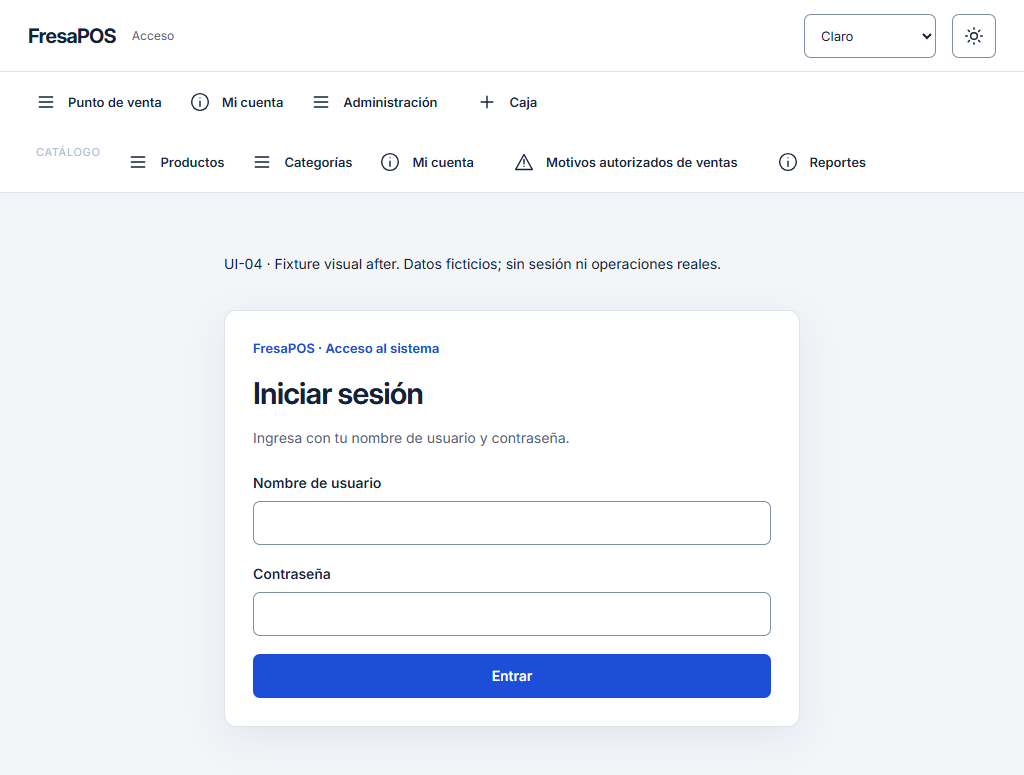 FresaPOS Acceso Claro
Punto de venta Mi cuenta Administración Caja
CATÁLOGO Productos Categorías Mi cuenta Motivos autorizados de ventas Reportes
UI-04 · Fixture visual after. Datos ficticios; sin sesión ni operaciones reales.
FresaPOS · Acceso al sistema
Iniciar sesión
Ingresa con tu nombre de usuario y contraseña.
Nombre de usuario
Contraseña
Entrar